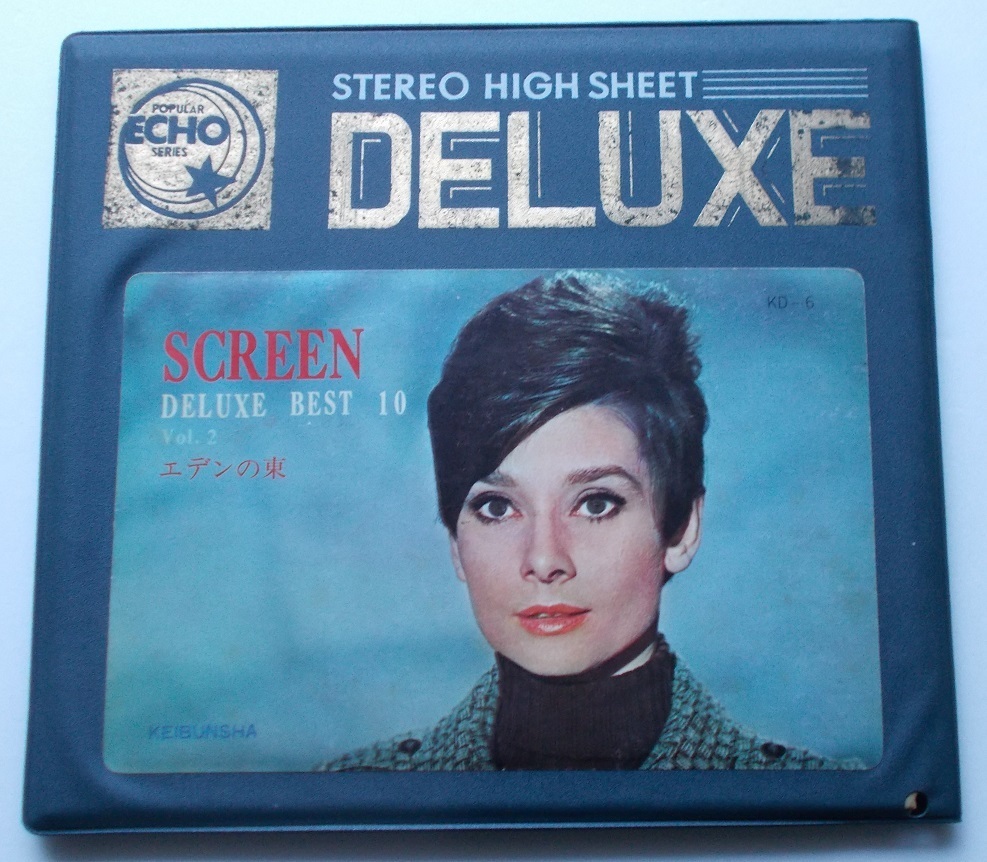 POPULAR
ECHO
SERIES
STEREO HIGH SHEET
DELUXE
KD-6
SCREEN
DELUXE BEST 10
Vol. 2
エデンの東
KEIBUNSHA